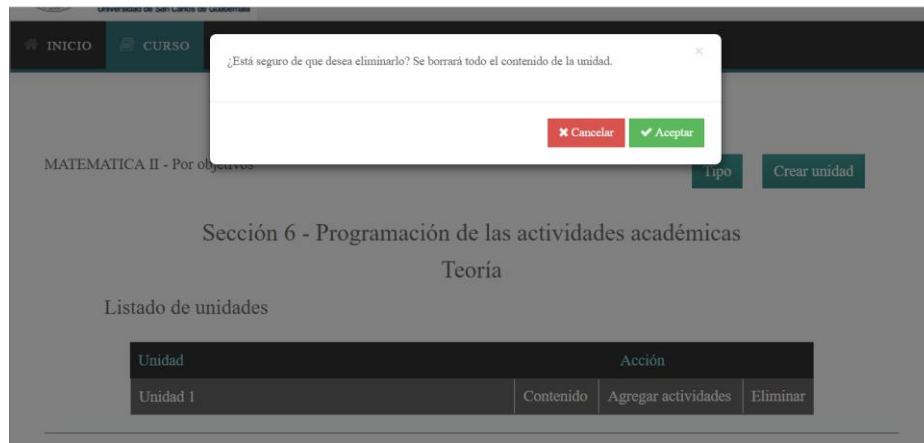 Universidad de San Carlos de Guatemala
INICIO
CURSO
¿Está seguro de que desea eliminarlo? Se borrará todo el contenido de la unidad.
×
Cancelar
Aceptar
MATEMATICA II - Por objetivos
Tipo
Crear unidad
Sección 6 - Programación de las actividades académicas
Teoría
Listado de unidades
Unidad Acción
Unidad 1 Contenido Agregar actividades Eliminar